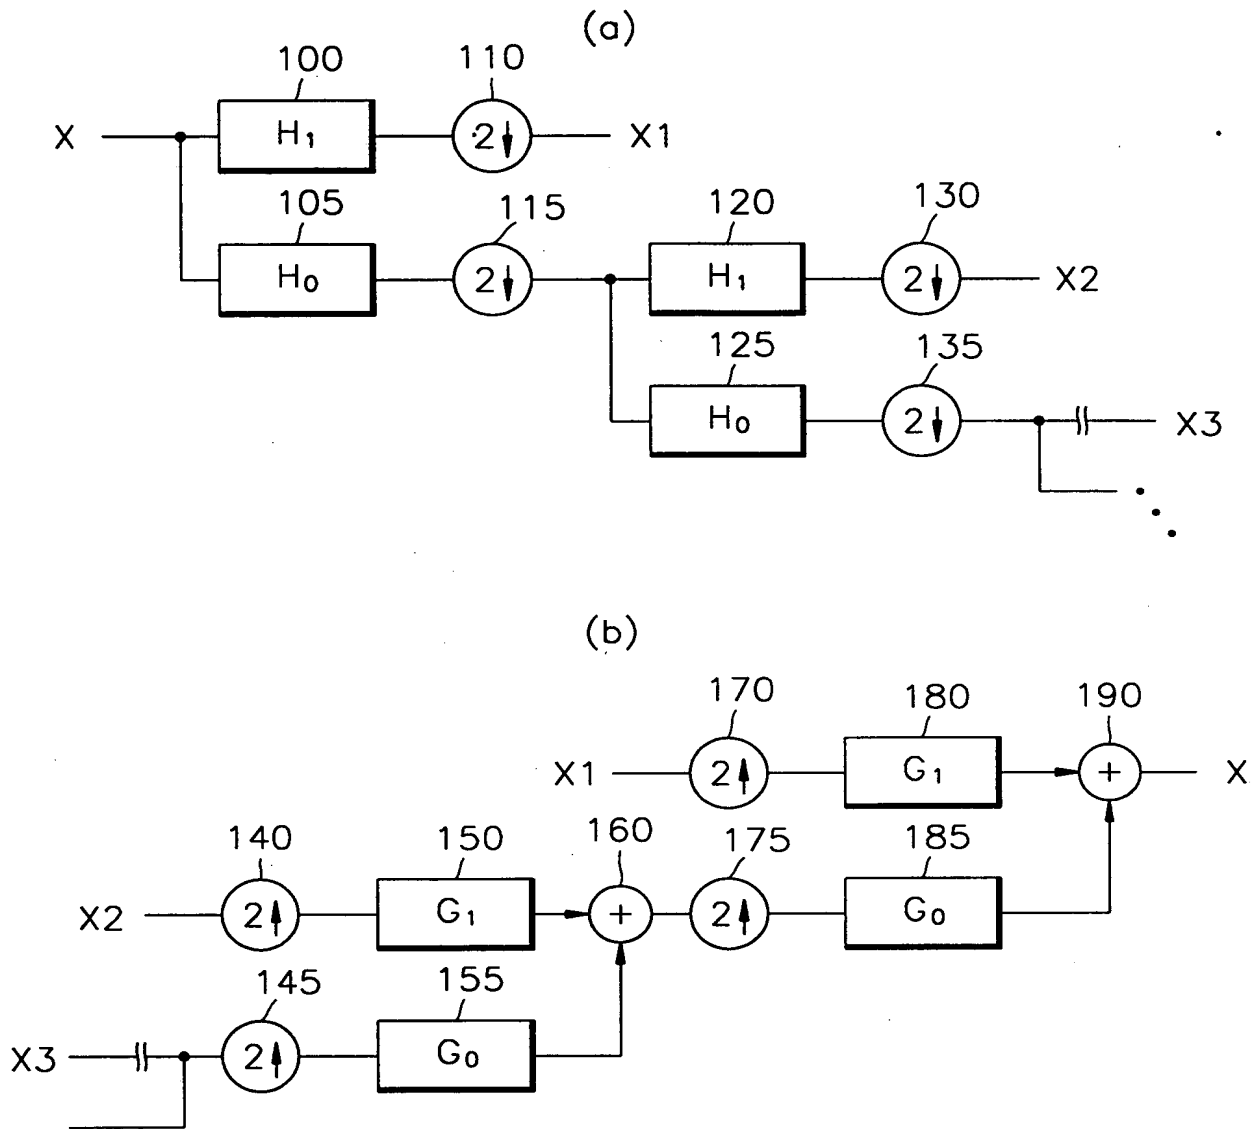 (a)
100 110
X H₁ 2↓ X1
105 115 120 130
H₀ 2↓ H₁ 2↓ X2
125 135
H₀ 2↓ X3
(b)
170 180 190
X1 2↑ G₁ + X
140 150 160 175 185
X2 2↑ G₁ + 2↑ G₀
145 155
X3 2↑ G₀